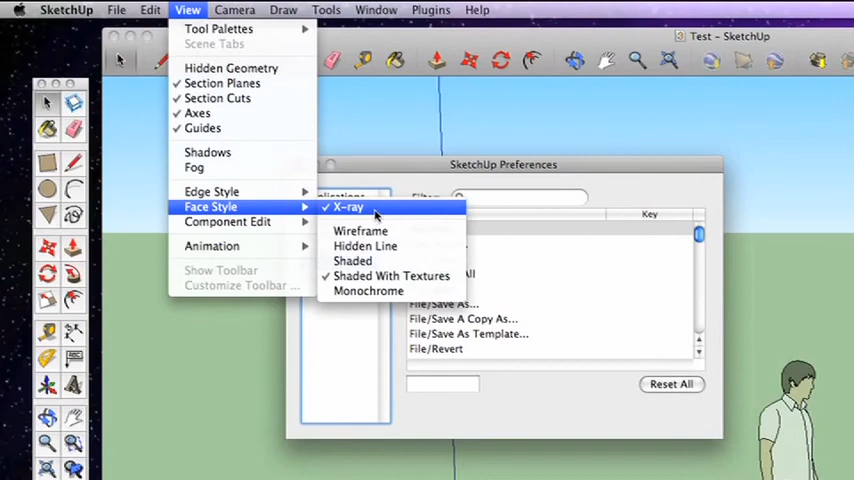 SketchUp File Edit View Camera Draw Tools Window Plugins Help
Test - SketchUp
Tool Palettes
Scene Tabs
Hidden Geometry
✓ Section Planes
✓ Section Cuts
✓ Axes
✓ Guides
Shadows
Fog
Edge Style
Face Style
Component Edit
Animation
Show Toolbar
Customize Toolbar ...
✓ X-ray
Wireframe
Hidden Line
Shaded
✓ Shaded With Textures
Monochrome
SketchUp Preferences
Filter:
Key
File/Save As...
File/Save A Copy As...
File/Save As Template...
File/Revert
Reset All